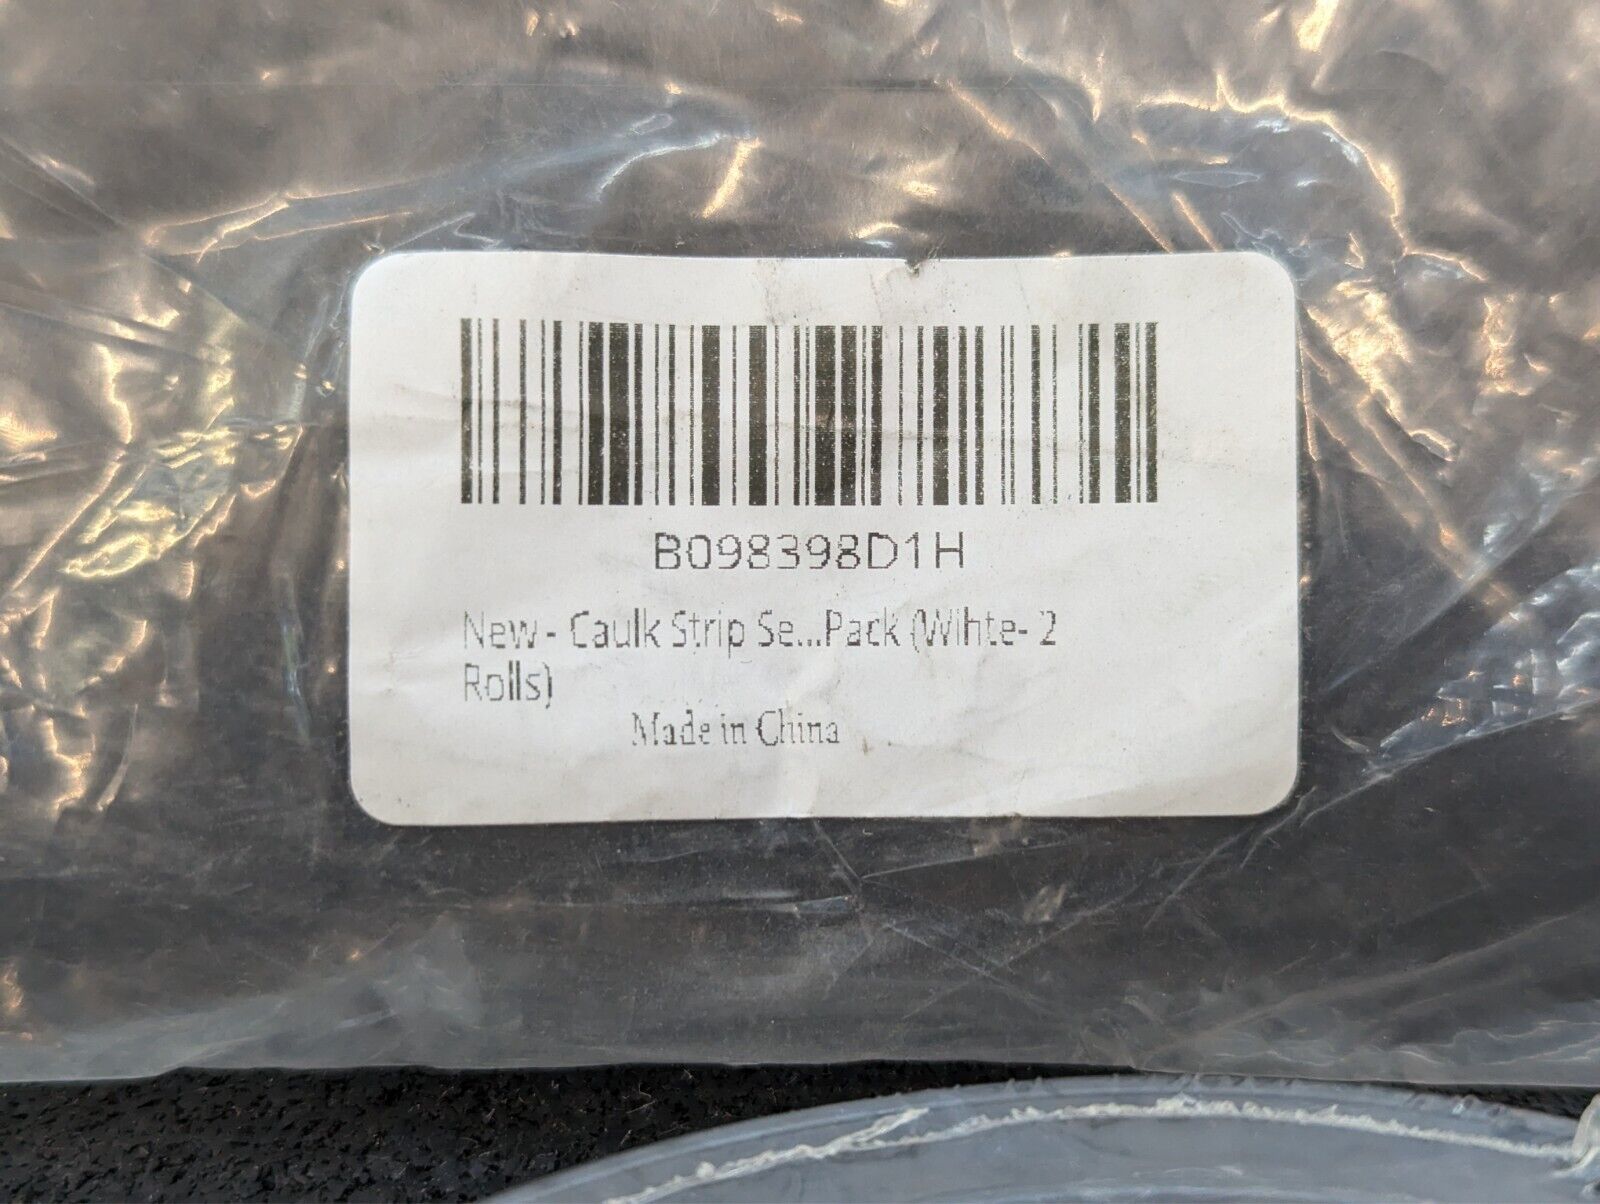 B098398D1H
New - Caulk Strip Se...Pack (Wihte- 2
Rolls)
Made in China